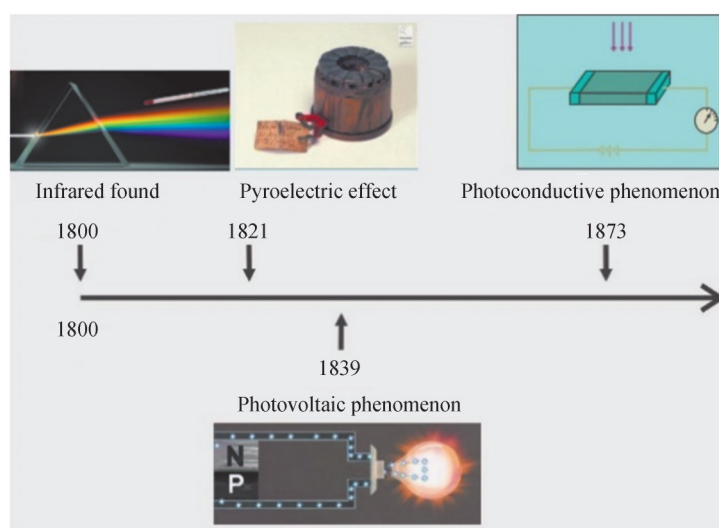 Infrared found
Pyroelectric effect
Photoconductive phenomenon
1800
1821
1873
1800
1839
Photovoltaic phenomenon
N
P